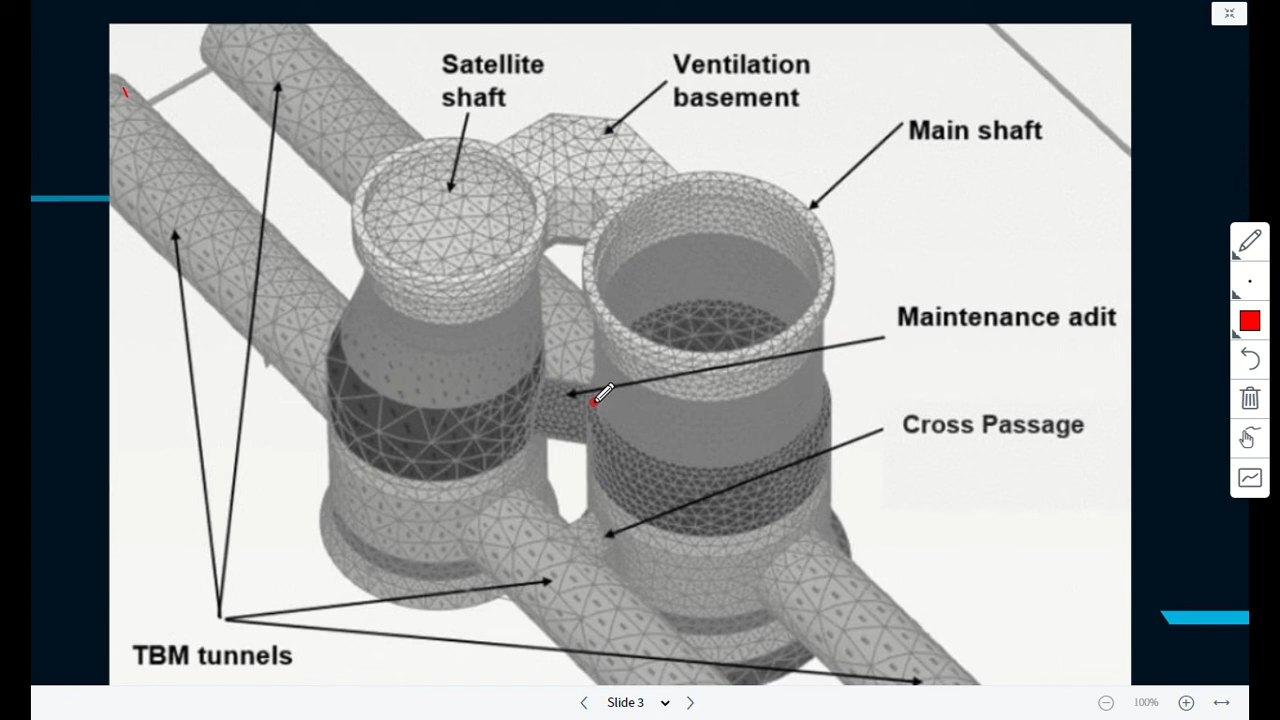 Satellite
shaft
Ventilation
basement
Main shaft
Maintenance adit
Cross Passage
TBM tunnels
Slide 3
100%